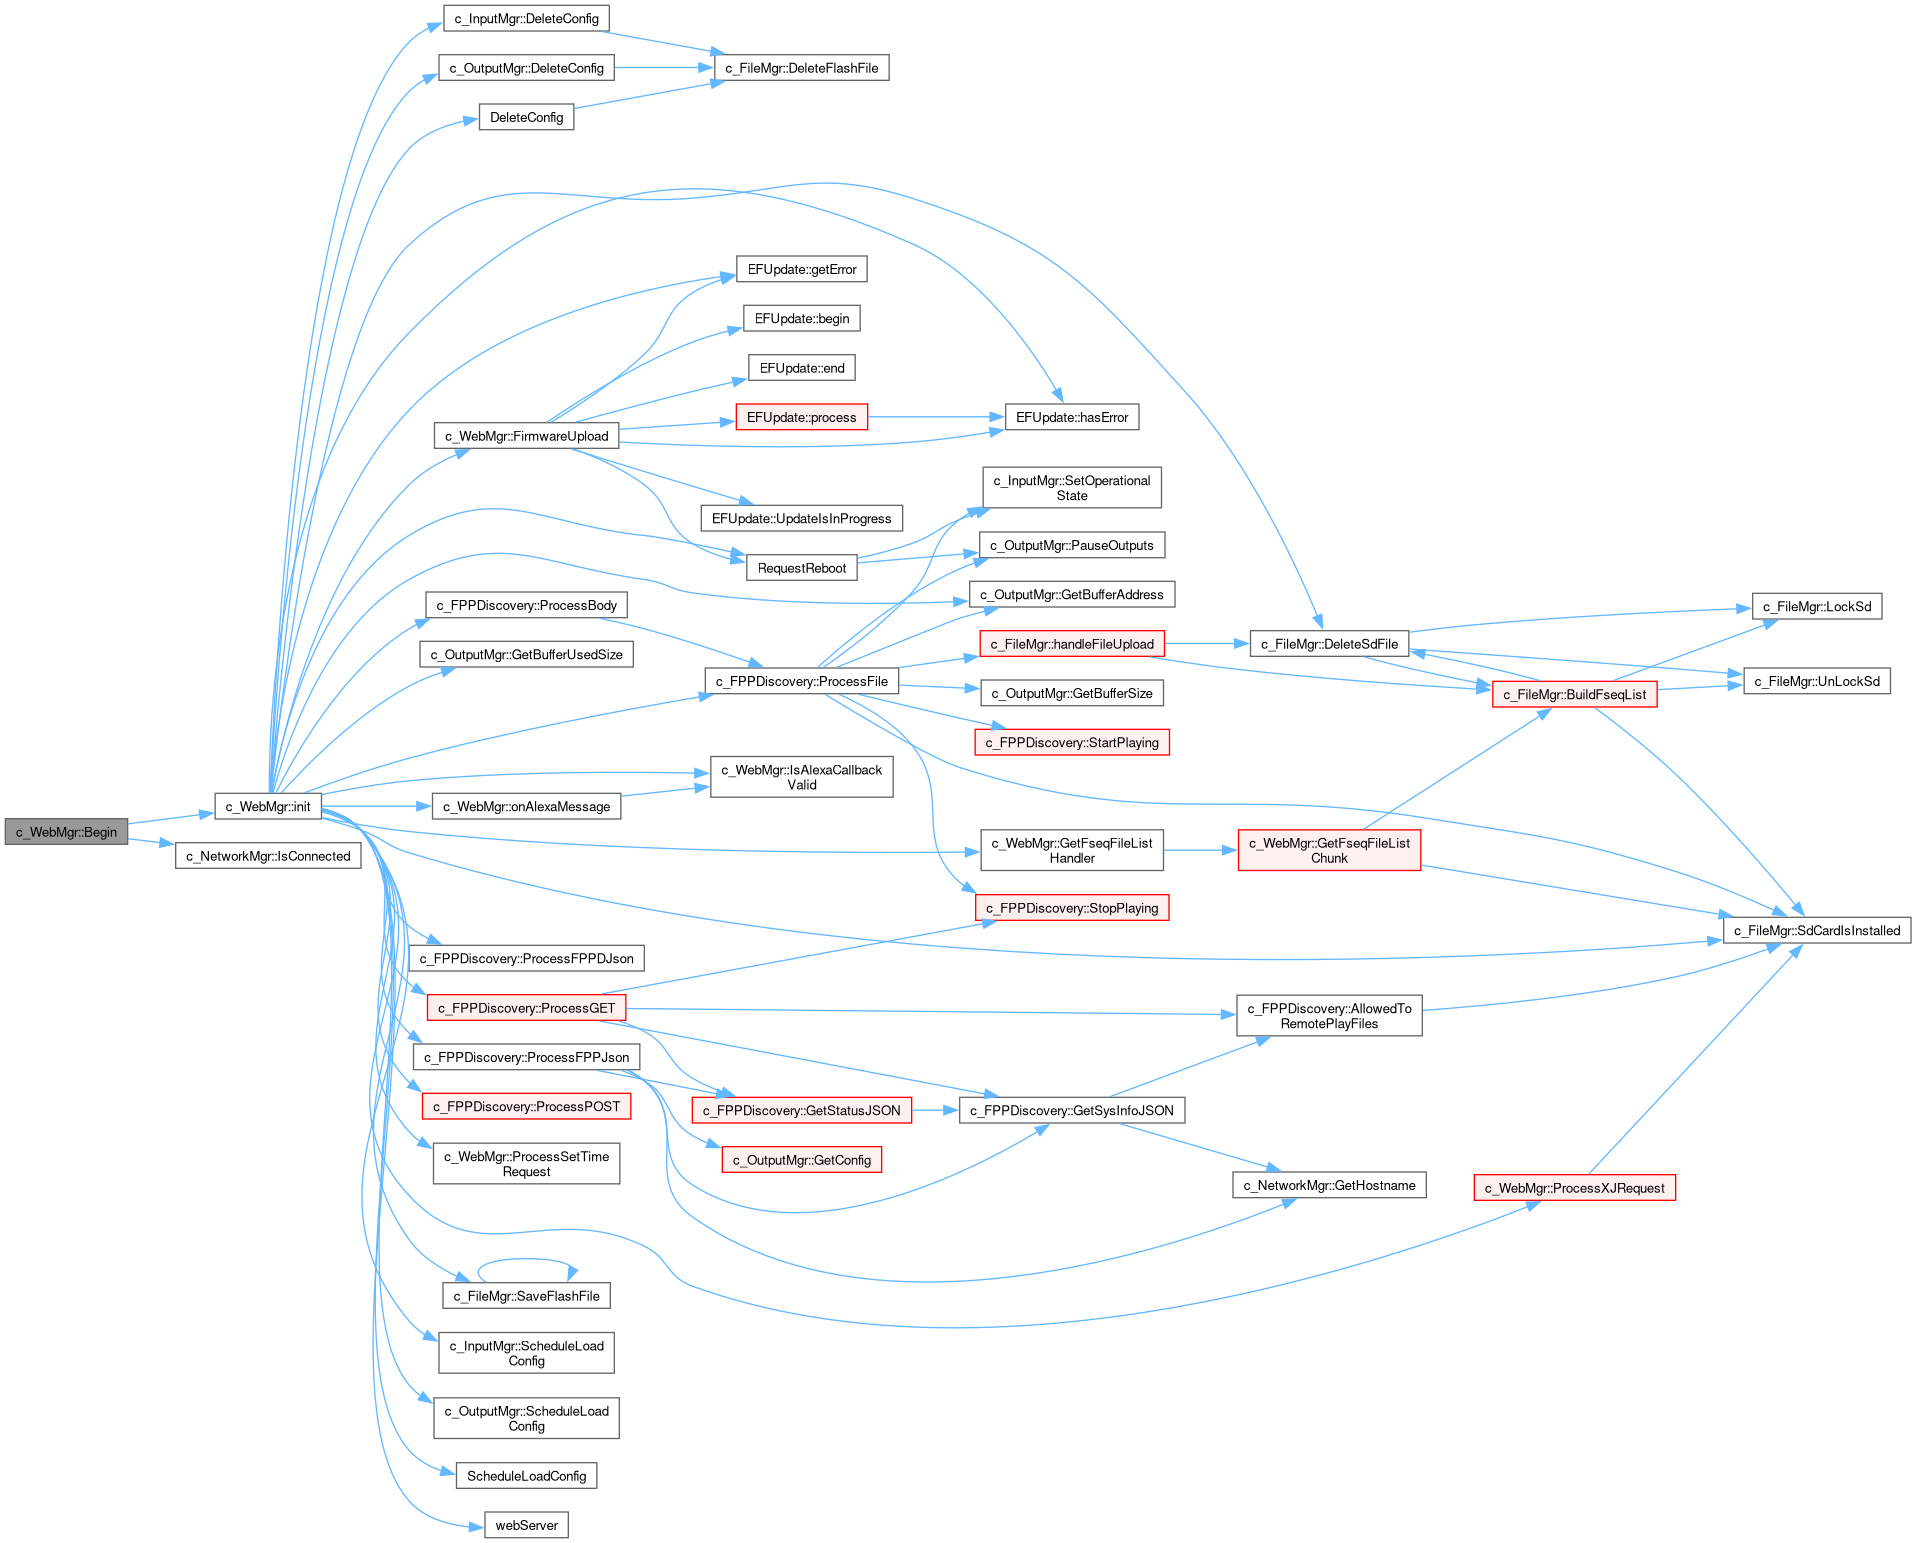 c_InputMgr::DeleteConfig
c_OutputMgr::DeleteConfig
c_FileMgr::DeleteFlashFile
DeleteConfig
EFUpdate::getError
EFUpdate::begin
EFUpdate::end
EFUpdate::process
EFUpdate::hasError
c_WebMgr::FirmwareUpload
c_InputMgr::SetOperational
State
EFUpdate::UpdateIsInProgress
c_OutputMgr::PauseOutputs
RequestReboot
c_OutputMgr::GetBufferAddress
c_FPPDiscovery::ProcessBody
c_FileMgr::LockSd
c_FileMgr::handleFileUpload
c_FileMgr::DeleteSdFile
c_OutputMgr::GetBufferUsedSize
c_FPPDiscovery::ProcessFile
c_OutputMgr::GetBufferSize
c_FileMgr::BuildFseqList
c_FileMgr::UnLockSd
c_FPPDiscovery::StartPlaying
c_WebMgr::IsAlexaCallback
Valid
c_WebMgr::init
c_WebMgr::onAlexaMessage
c_WebMgr::Begin
c_NetworkMgr::IsConnected
c_WebMgr::GetFseqFileList
Handler
c_WebMgr::GetFseqFileList
Chunk
c_FPPDiscovery::StopPlaying
c_FileMgr::SdCardIsInstalled
c_FPPDiscovery::ProcessFPPDJson
c_FPPDiscovery::ProcessGET
c_FPPDiscovery::AllowedTo
RemotePlayFiles
c_FPPDiscovery::ProcessFPPJson
c_FPPDiscovery::ProcessPOST
c_FPPDiscovery::GetStatusJSON
c_FPPDiscovery::GetSysInfoJSON
c_WebMgr::ProcessSetTime
Request
c_OutputMgr::GetConfig
c_NetworkMgr::GetHostname
c_WebMgr::ProcessXJRequest
c_FileMgr::SaveFlashFile
c_InputMgr::ScheduleLoad
Config
c_OutputMgr::ScheduleLoad
Config
ScheduleLoadConfig
webServer